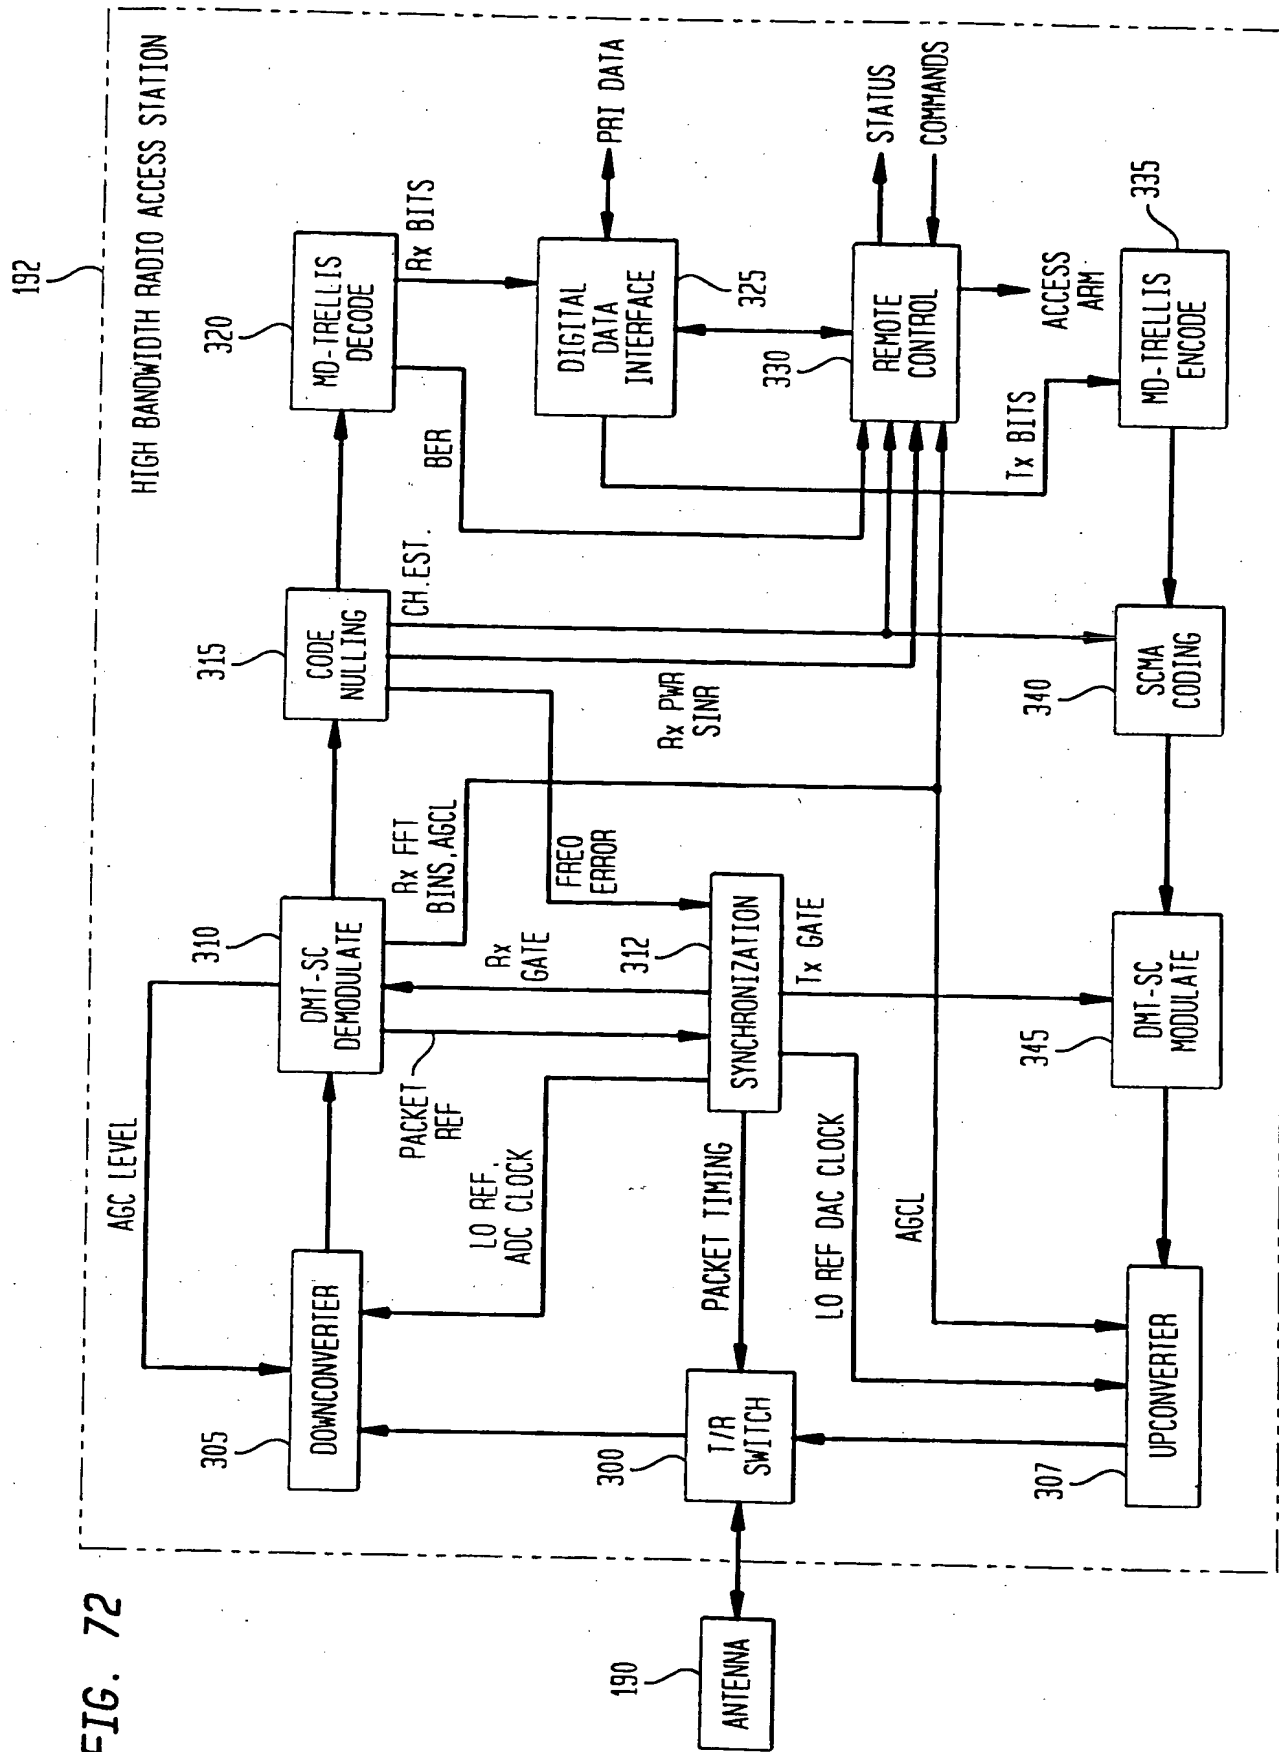 FIG. 72
192
HIGH BANDWIDTH RADIO ACCESS STATION
AGC LEVEL
305
DOWNCONVERTER
310
DMT-SC
DEMODULATE
315
CODE
NULLING
320
MD-TRELLIS
DECODE
Rx BITS
PACKET
REF
Rx
GATE
Rx FFT
BINS,AGCL
CH.EST.
BER
LO REF,
ADC CLOCK
FREQ
ERROR
Rx PWR
SINR
DIGITAL
DATA
INTERFACE
325
PRI DATA
190
ANTENNA
300
T/R
SWITCH
PACKET TIMING
312
SYNCHRONIZATION
Tx GATE
330
REMOTE
CONTROL
STATUS
COMMANDS
LO REF DAC CLOCK
AGCL
Tx BITS
ACCESS
ARM
307
UPCONVERTER
345
DMT-SC
MODULATE
340
SCMA
CODING
MD-TRELLIS
ENCODE
335